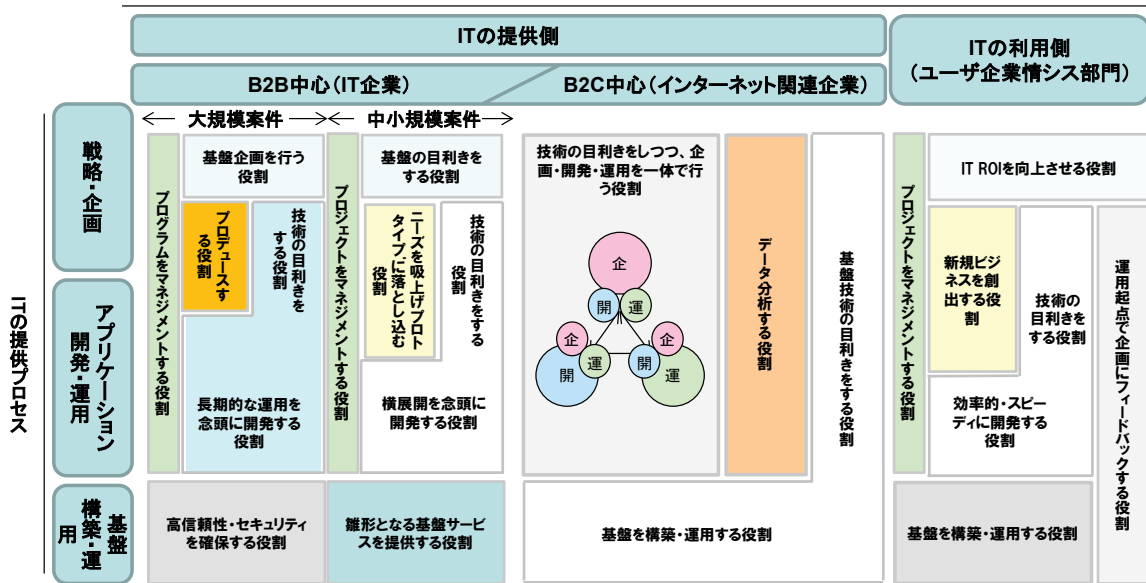 ITの提供側
ITの利用側
（ユーザ企業情シス部門）
B2B中心（IT企業）
B2C中心（インターネット関連企業）
大規模案件
中小規模案件
ITの提供プロセス
戦略・企画
アプリケーション
開発・運用
基盤
構築・運
用
プログラムをマネジメントする役割
基盤企画を行う
役割
プロデュースす
る役割
技術の目利きを
する役割
長期的な運用を
念頭に開発する
役割
高信頼性・セキュリティ
を確保する役割
プロジェクトをマネジメントする役割
基盤の目利きを
する役割
ニーズを吸上げプロト
タイプに落とし込む
役割
技術の目利きをする
役割
横展開を念頭に
開発する役割
雛形となる基盤サービ
スを提供する役割
技術の目利きをしつつ、企
画・開発・運用を一体で行
う役割
企
開
運
企
開
運
企
開
運
データ分析する役割
基盤技術の目利きをする役割
基盤を構築・運用する役割
プロジェクトをマネジメントする役割
IT ROIを向上させる役割
新規ビジ
ネスを創
出する役
割
技術の
目利きを
する役割
効率的・スピー
ディに開発する
役割
運用起点で企画にフィードバックする役割
基盤を構築・運用する役割